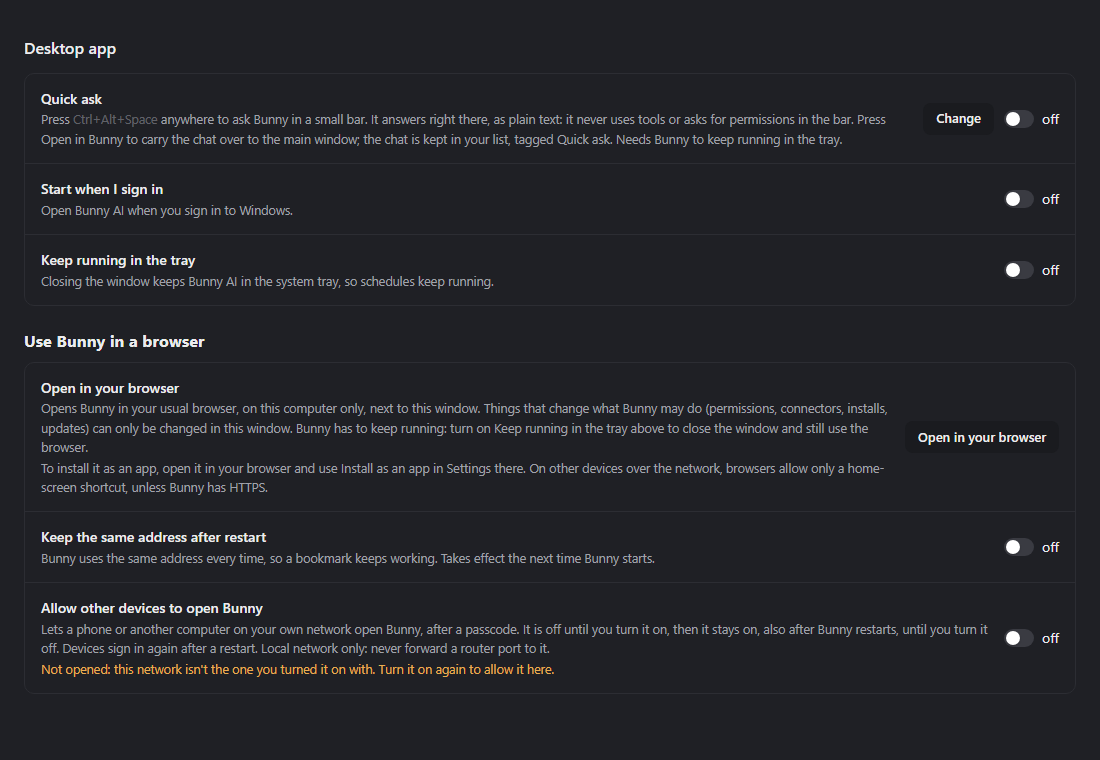 Desktop app
Quick ask
Press Ctrl+Alt+Space anywhere to ask Bunny in a small bar. It answers right there, as plain text: it never uses tools or asks for permissions in the bar. Press
Open in Bunny to carry the chat over to the main window; the chat is kept in your list, tagged Quick ask. Needs Bunny to keep running in the tray.
Change
off
Start when I sign in
Open Bunny AI when you sign in to Windows.
off
Keep running in the tray
Closing the window keeps Bunny AI in the system tray, so schedules keep running.
off
Use Bunny in a browser
Open in your browser
Opens Bunny in your usual browser, on this computer only, next to this window. Things that change what Bunny may do (permissions, connectors, installs,
updates) can only be changed in this window. Bunny has to keep running: turn on Keep running in the tray above to close the window and still use the
browser.
To install it as an app, open it in your browser and use Install as an app in Settings there. On other devices over the network, browsers allow only a home-
screen shortcut, unless Bunny has HTTPS.
Open in your browser
Keep the same address after restart
Bunny uses the same address every time, so a bookmark keeps working. Takes effect the next time Bunny starts.
off
Allow other devices to open Bunny
Lets a phone or another computer on your own network open Bunny, after a passcode. It is off until you turn it on, then it stays on, also after Bunny restarts, until you turn it
off. Devices sign in again after a restart. Local network only: never forward a router port to it.
Not opened: this network isn't the one you turned it on with. Turn it on again to allow it here.
off